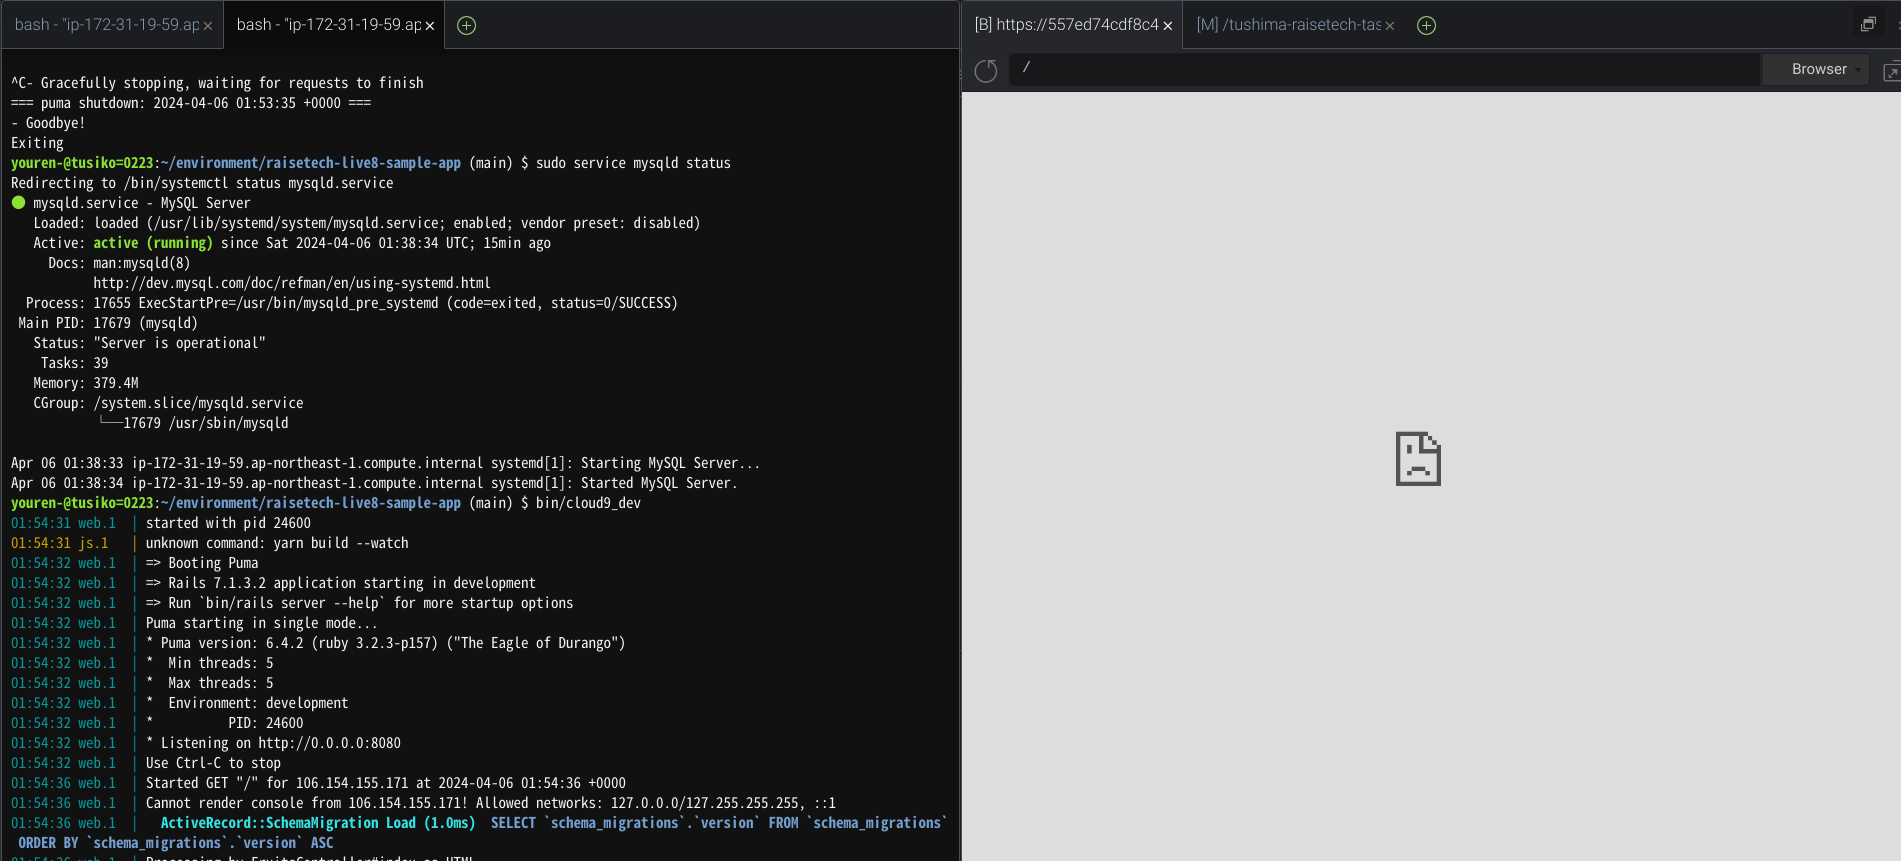 bash - "ip-172-31-19-59.ap × bash - "ip-172-31-19-59.ap ×
[B] https://557ed74cdf8c4 × [M] /tushima-raisetech-tas ×
/ Browser
^C- Gracefully stopping, waiting for requests to finish
=== puma shutdown: 2024-04-06 01:53:35 +0000 ===
- Goodbye!
Exiting
youren-@tusiko=0223:~/environment/raisetech-live8-sample-app (main) $ sudo service mysqld status
Redirecting to /bin/systemctl status mysqld.service
● mysqld.service - MySQL Server
Loaded: loaded (/usr/lib/systemd/system/mysqld.service; enabled; vendor preset: disabled)
Active: active (running) since Sat 2024-04-06 01:38:34 UTC; 15min ago
Docs: man:mysqld(8)
http://dev.mysql.com/doc/refman/en/using-systemd.html
Process: 17655 ExecStartPre=/usr/bin/mysqld_pre_systemd (code=exited, status=0/SUCCESS)
Main PID: 17679 (mysqld)
Status: "Server is operational"
Tasks: 39
Memory: 379.4M
CGroup: /system.slice/mysqld.service
└──17679 /usr/sbin/mysqld
Apr 06 01:38:33 ip-172-31-19-59.ap-northeast-1.compute.internal systemd[1]: Starting MySQL Server...
Apr 06 01:38:34 ip-172-31-19-59.ap-northeast-1.compute.internal systemd[1]: Started MySQL Server.
youren-@tusiko=0223:~/environment/raisetech-live8-sample-app (main) $ bin/cloud9_dev
01:54:31 web.1 | started with pid 24600
01:54:31 js.1 | unknown command: yarn build --watch
01:54:32 web.1 | => Booting Puma
01:54:32 web.1 | => Rails 7.1.3.2 application starting in development
01:54:32 web.1 | => Run `bin/rails server --help` for more startup options
01:54:32 web.1 | Puma starting in single mode...
01:54:32 web.1 | * Puma version: 6.4.2 (ruby 3.2.3-p157) ("The Eagle of Durango")
01:54:32 web.1 | * Min threads: 5
01:54:32 web.1 | * Max threads: 5
01:54:32 web.1 | * Environment: development
01:54:32 web.1 | * PID: 24600
01:54:32 web.1 | * Listening on http://0.0.0.0:8080
01:54:32 web.1 | Use Ctrl-C to stop
01:54:36 web.1 | Started GET "/" for 106.154.155.171 at 2024-04-06 01:54:36 +0000
01:54:36 web.1 | Cannot render console from 106.154.155.171! Allowed networks: 127.0.0.0/127.255.255.255, ::1
01:54:36 web.1 | ActiveRecord::SchemaMigration Load (1.0ms) SELECT `schema_migrations`.`version` FROM `schema_migrations`
ORDER BY `schema_migrations`.`version` ASC